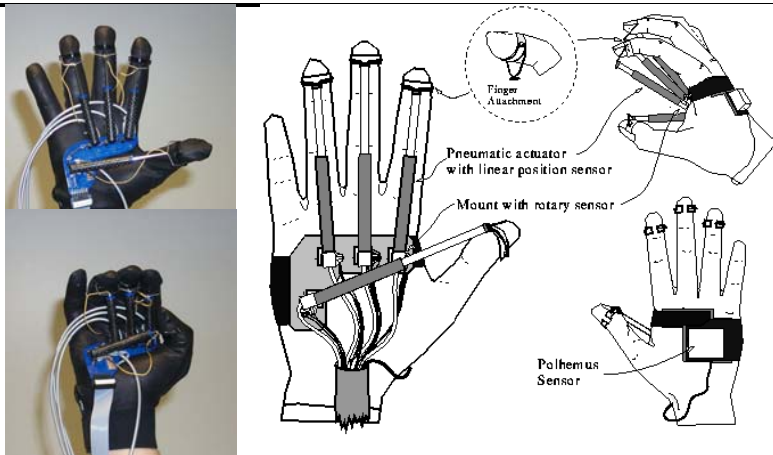 Finger
Attachment
Pneumatic actuator
with linear position sensor
Mount with rotary sensor
Polhemus
Sensor